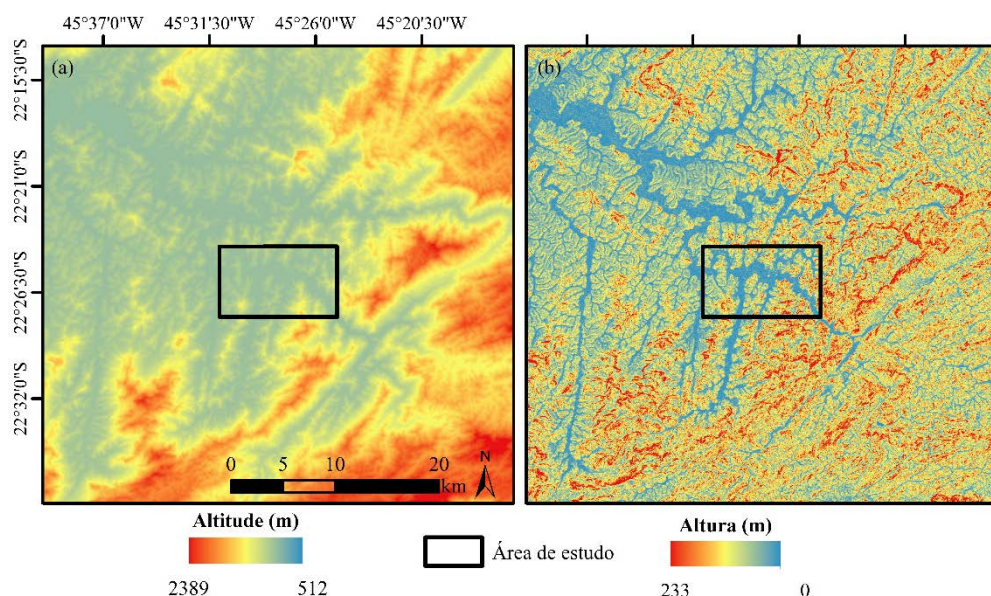 45°37'0"W 45°31'30"W 45°26'0"W 45°20'30"W
(a)
(b)
22°15'30"S
22°21'0"S
22°26'30"S
22°32'0"S
0 5 10 20
km
N
Altitude (m)
2389 512
Área de estudo
Altura (m)
233 0